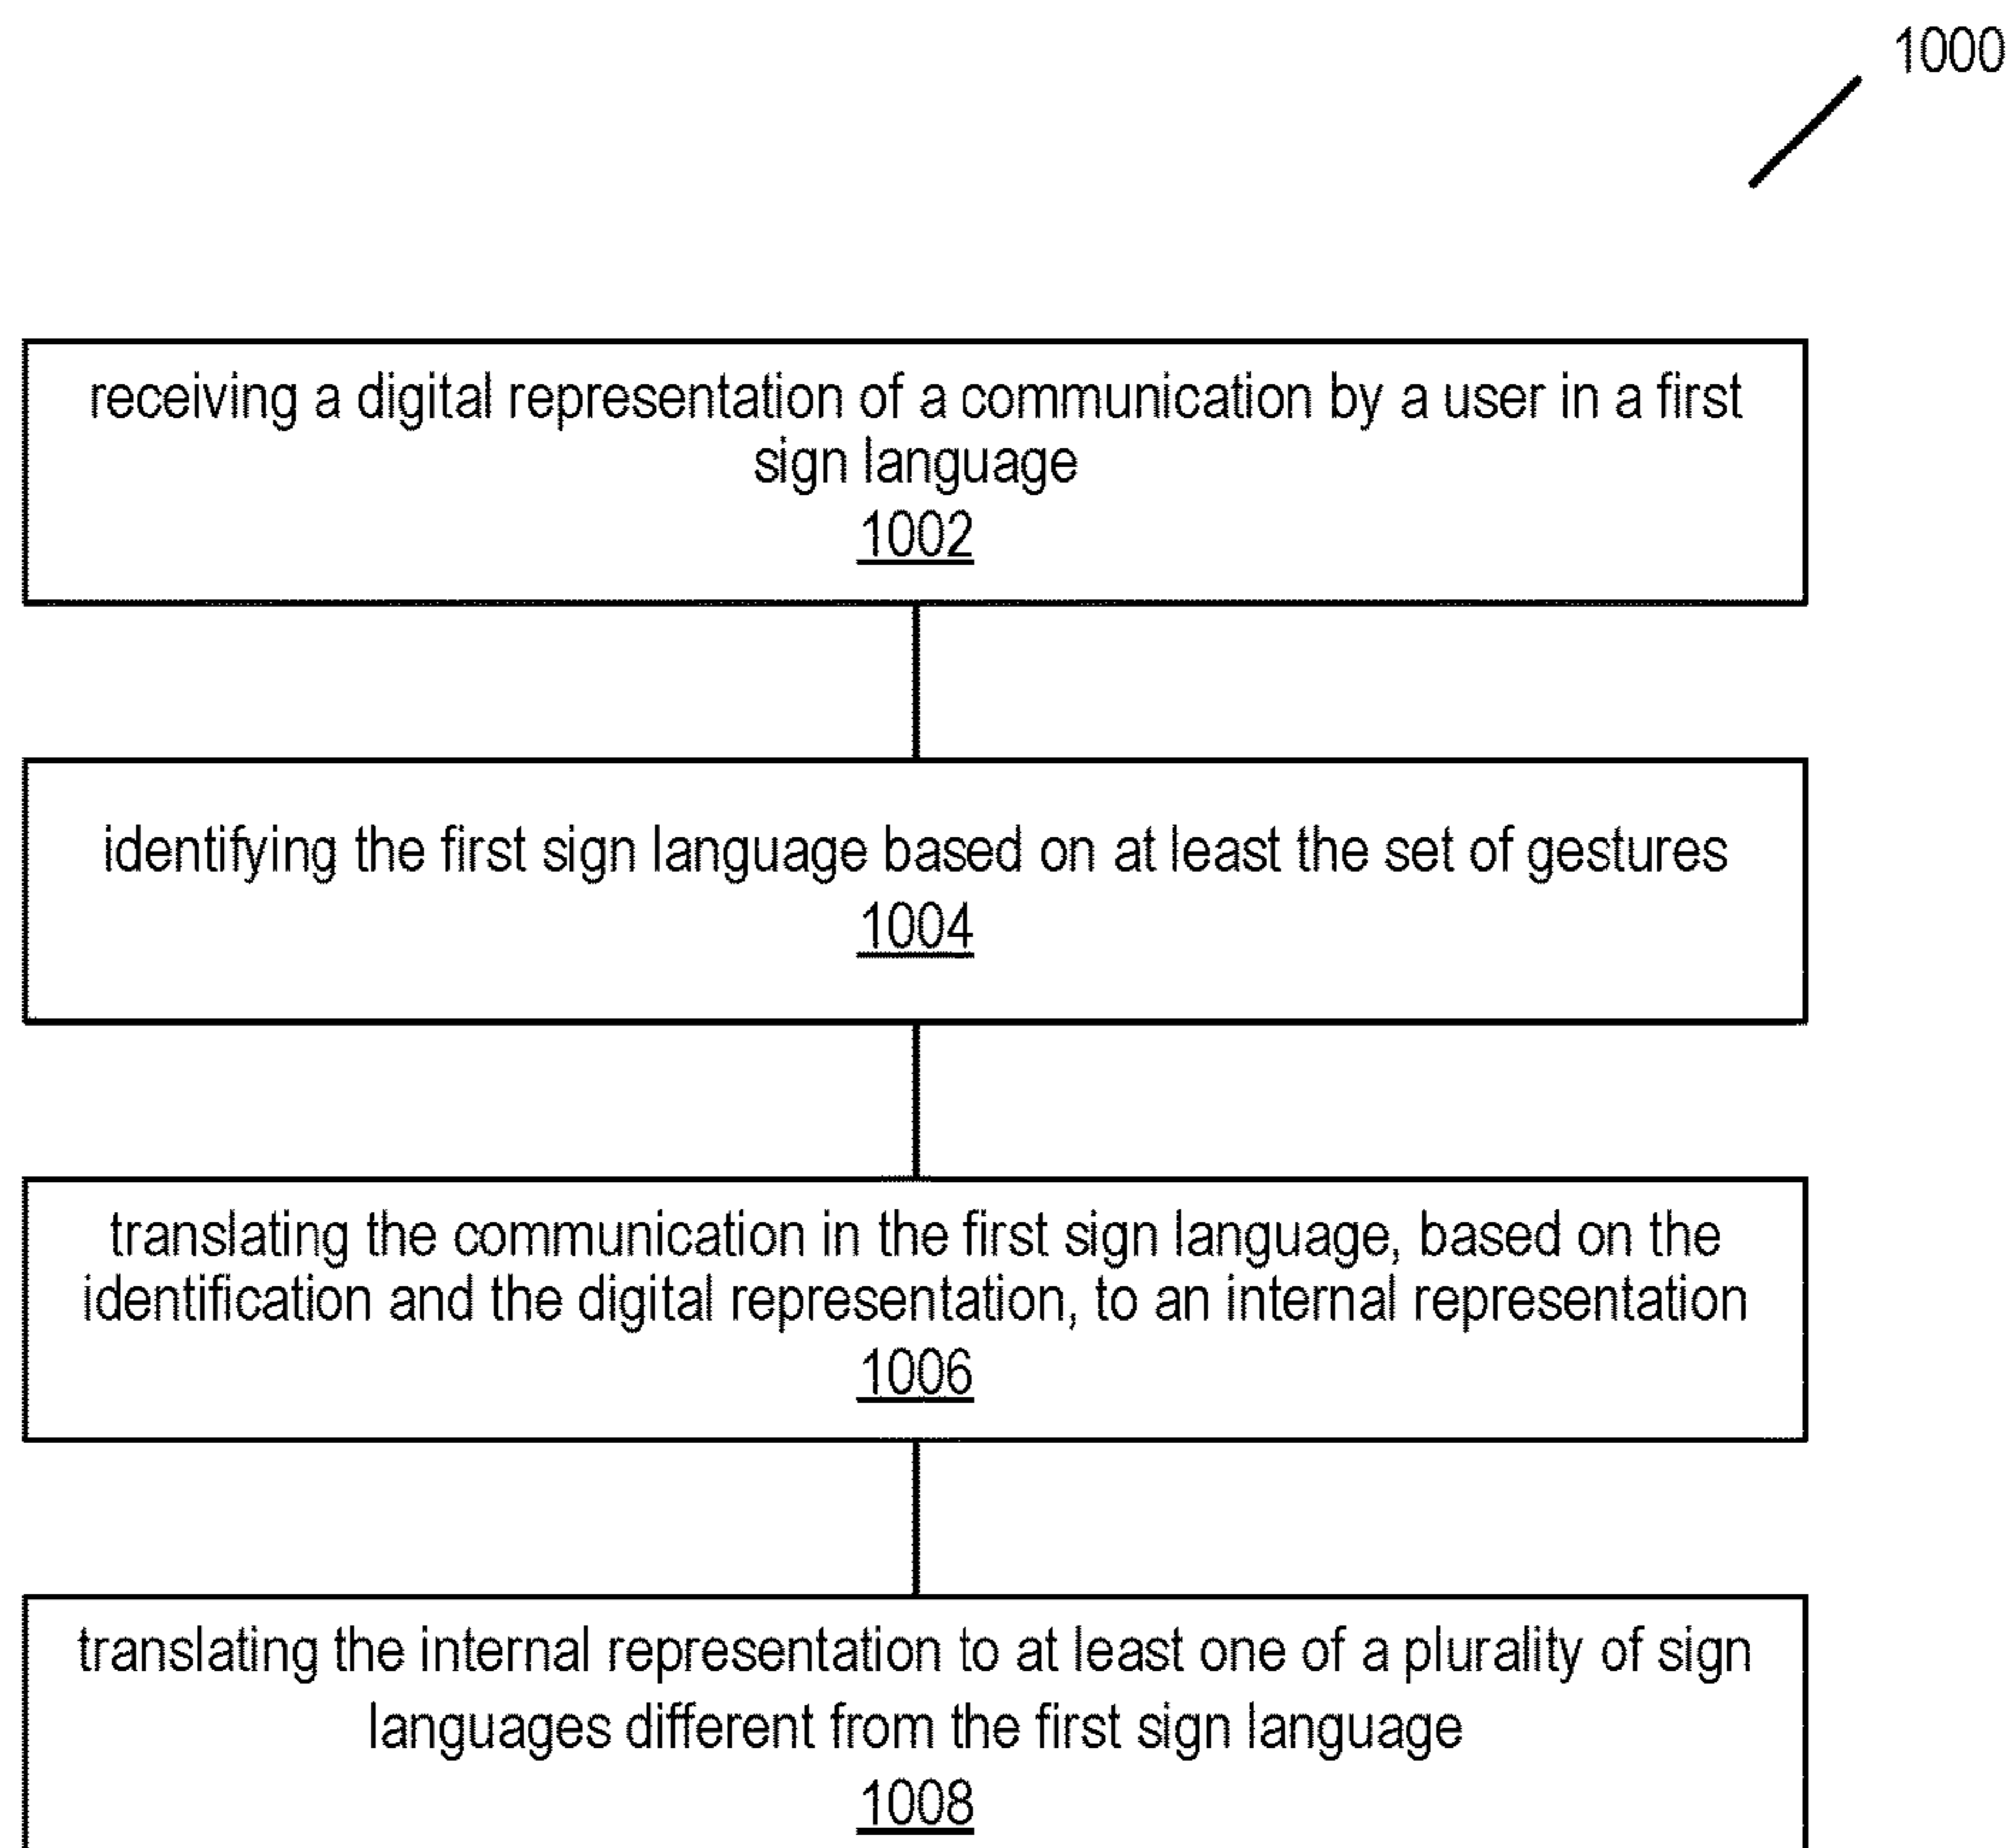 1000
receiving a digital representation of a communication by a user in a first
sign language
1002
identifying the first sign language based on at least the set of gestures
1004
translating the communication in the first sign language, based on the
identification and the digital representation, to an internal representation
1006
translating the internal representation to at least one of a plurality of sign
languages different from the first sign language
1008